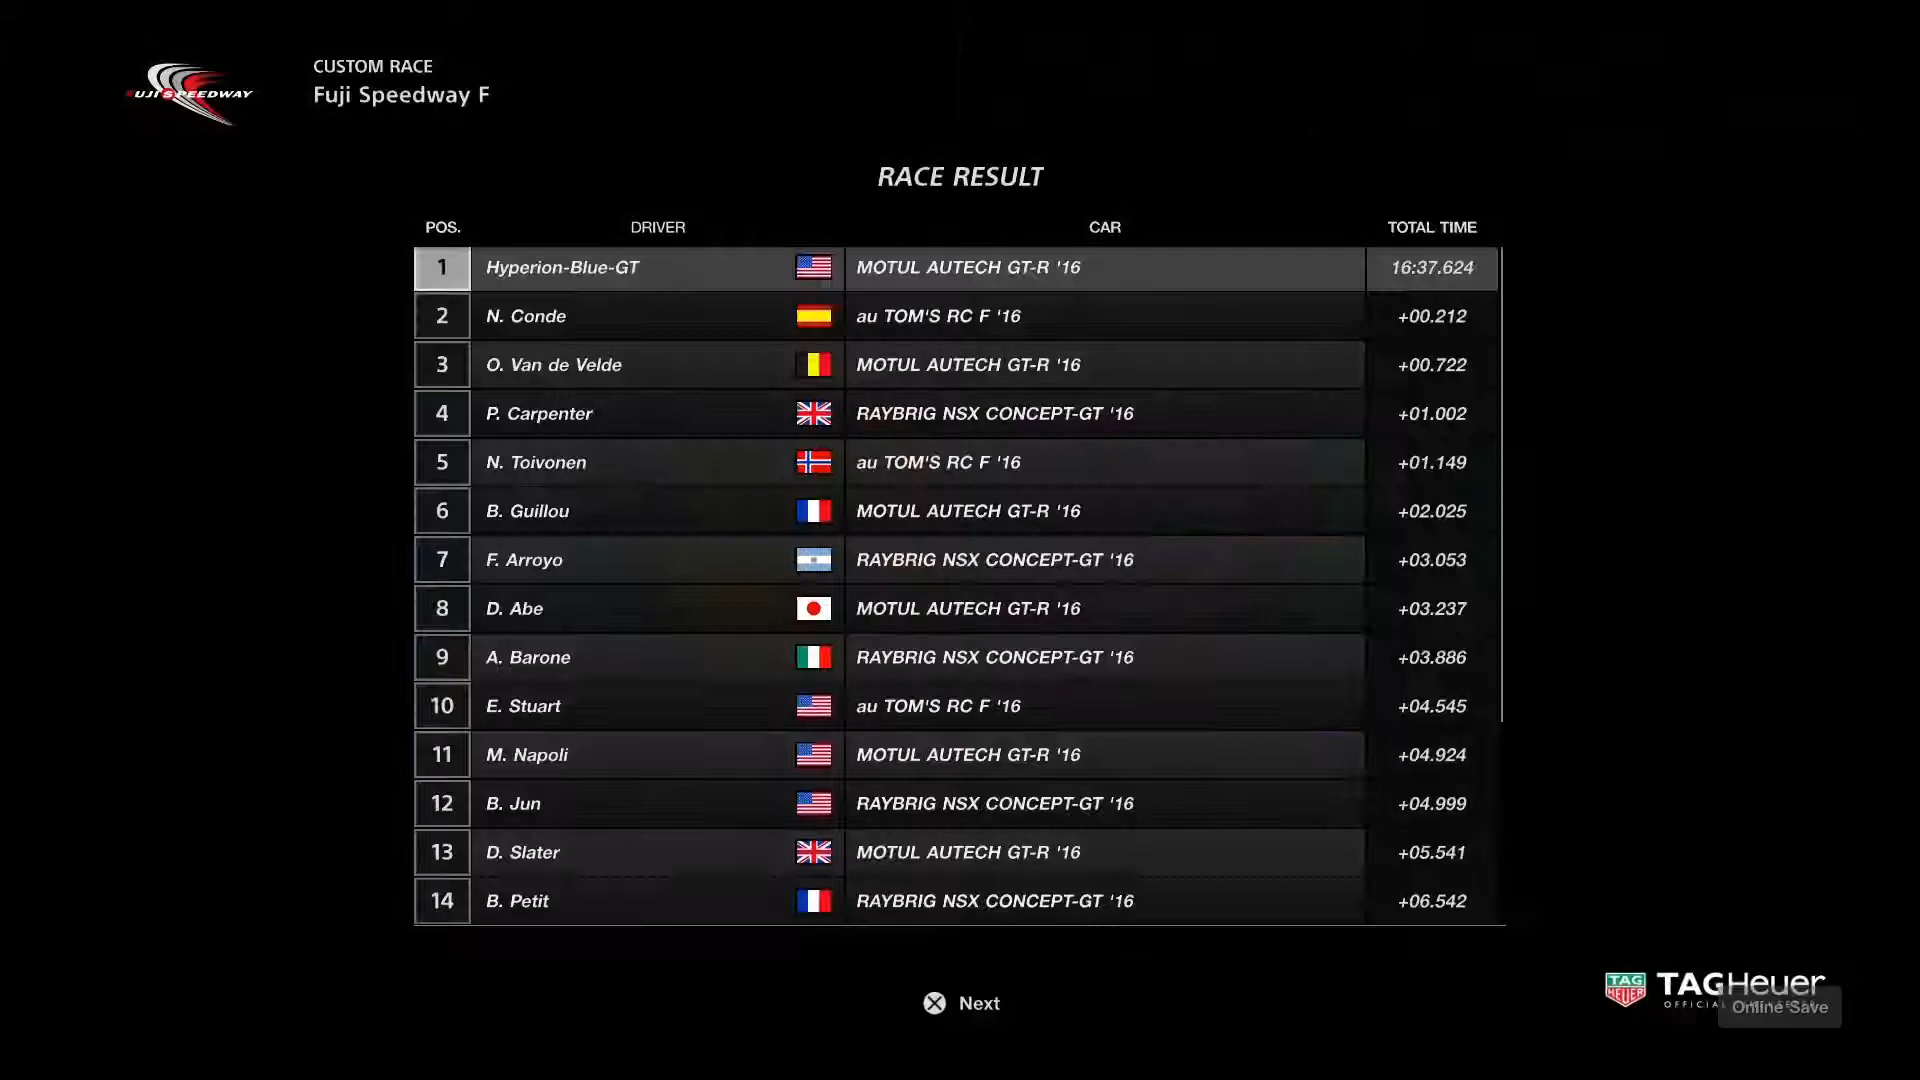 CUSTOM RACE
Fuji Speedway F
UJI SPEEDWAY
RACE RESULT
POS. DRIVER CAR TOTAL TIME
1 Hyperion-Blue-GT MOTUL AUTECH GT-R '16 16:37.624
2 N. Conde au TOM'S RC F '16 +00.212
3 O. Van de Velde MOTUL AUTECH GT-R '16 +00.722
4 P. Carpenter RAYBRIG NSX CONCEPT-GT '16 +01.002
5 N. Toivonen au TOM'S RC F '16 +01.149
6 B. Guillou MOTUL AUTECH GT-R '16 +02.025
7 F. Arroyo RAYBRIG NSX CONCEPT-GT '16 +03.053
8 D. Abe MOTUL AUTECH GT-R '16 +03.237
9 A. Barone RAYBRIG NSX CONCEPT-GT '16 +03.886
10 E. Stuart au TOM'S RC F '16 +04.545
11 M. Napoli MOTUL AUTECH GT-R '16 +04.924
12 B. Jun RAYBRIG NSX CONCEPT-GT '16 +04.999
13 D. Slater MOTUL AUTECH GT-R '16 +05.541
14 B. Petit RAYBRIG NSX CONCEPT-GT '16 +06.542
Next
TAG HEUER
TAGHeuer
OFFICIAL
Online Save